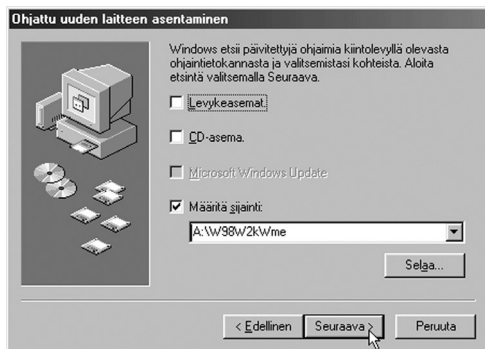 Ohjattu uuden laitteen asentaminen
Windows etsii päivitettyjä ohjaimia kiintolevyllä olevasta
ohjaintietokannasta ja valitsemistasi kohteista. Aloita
etsintä valitsemalla Seuraava.
Levykeasemat.
CD-asema.
Microsoft Windows Update
Määritä sijainti:
A:\W98W2kWme
Selaa...
< Edellinen Seuraava > Peruuta